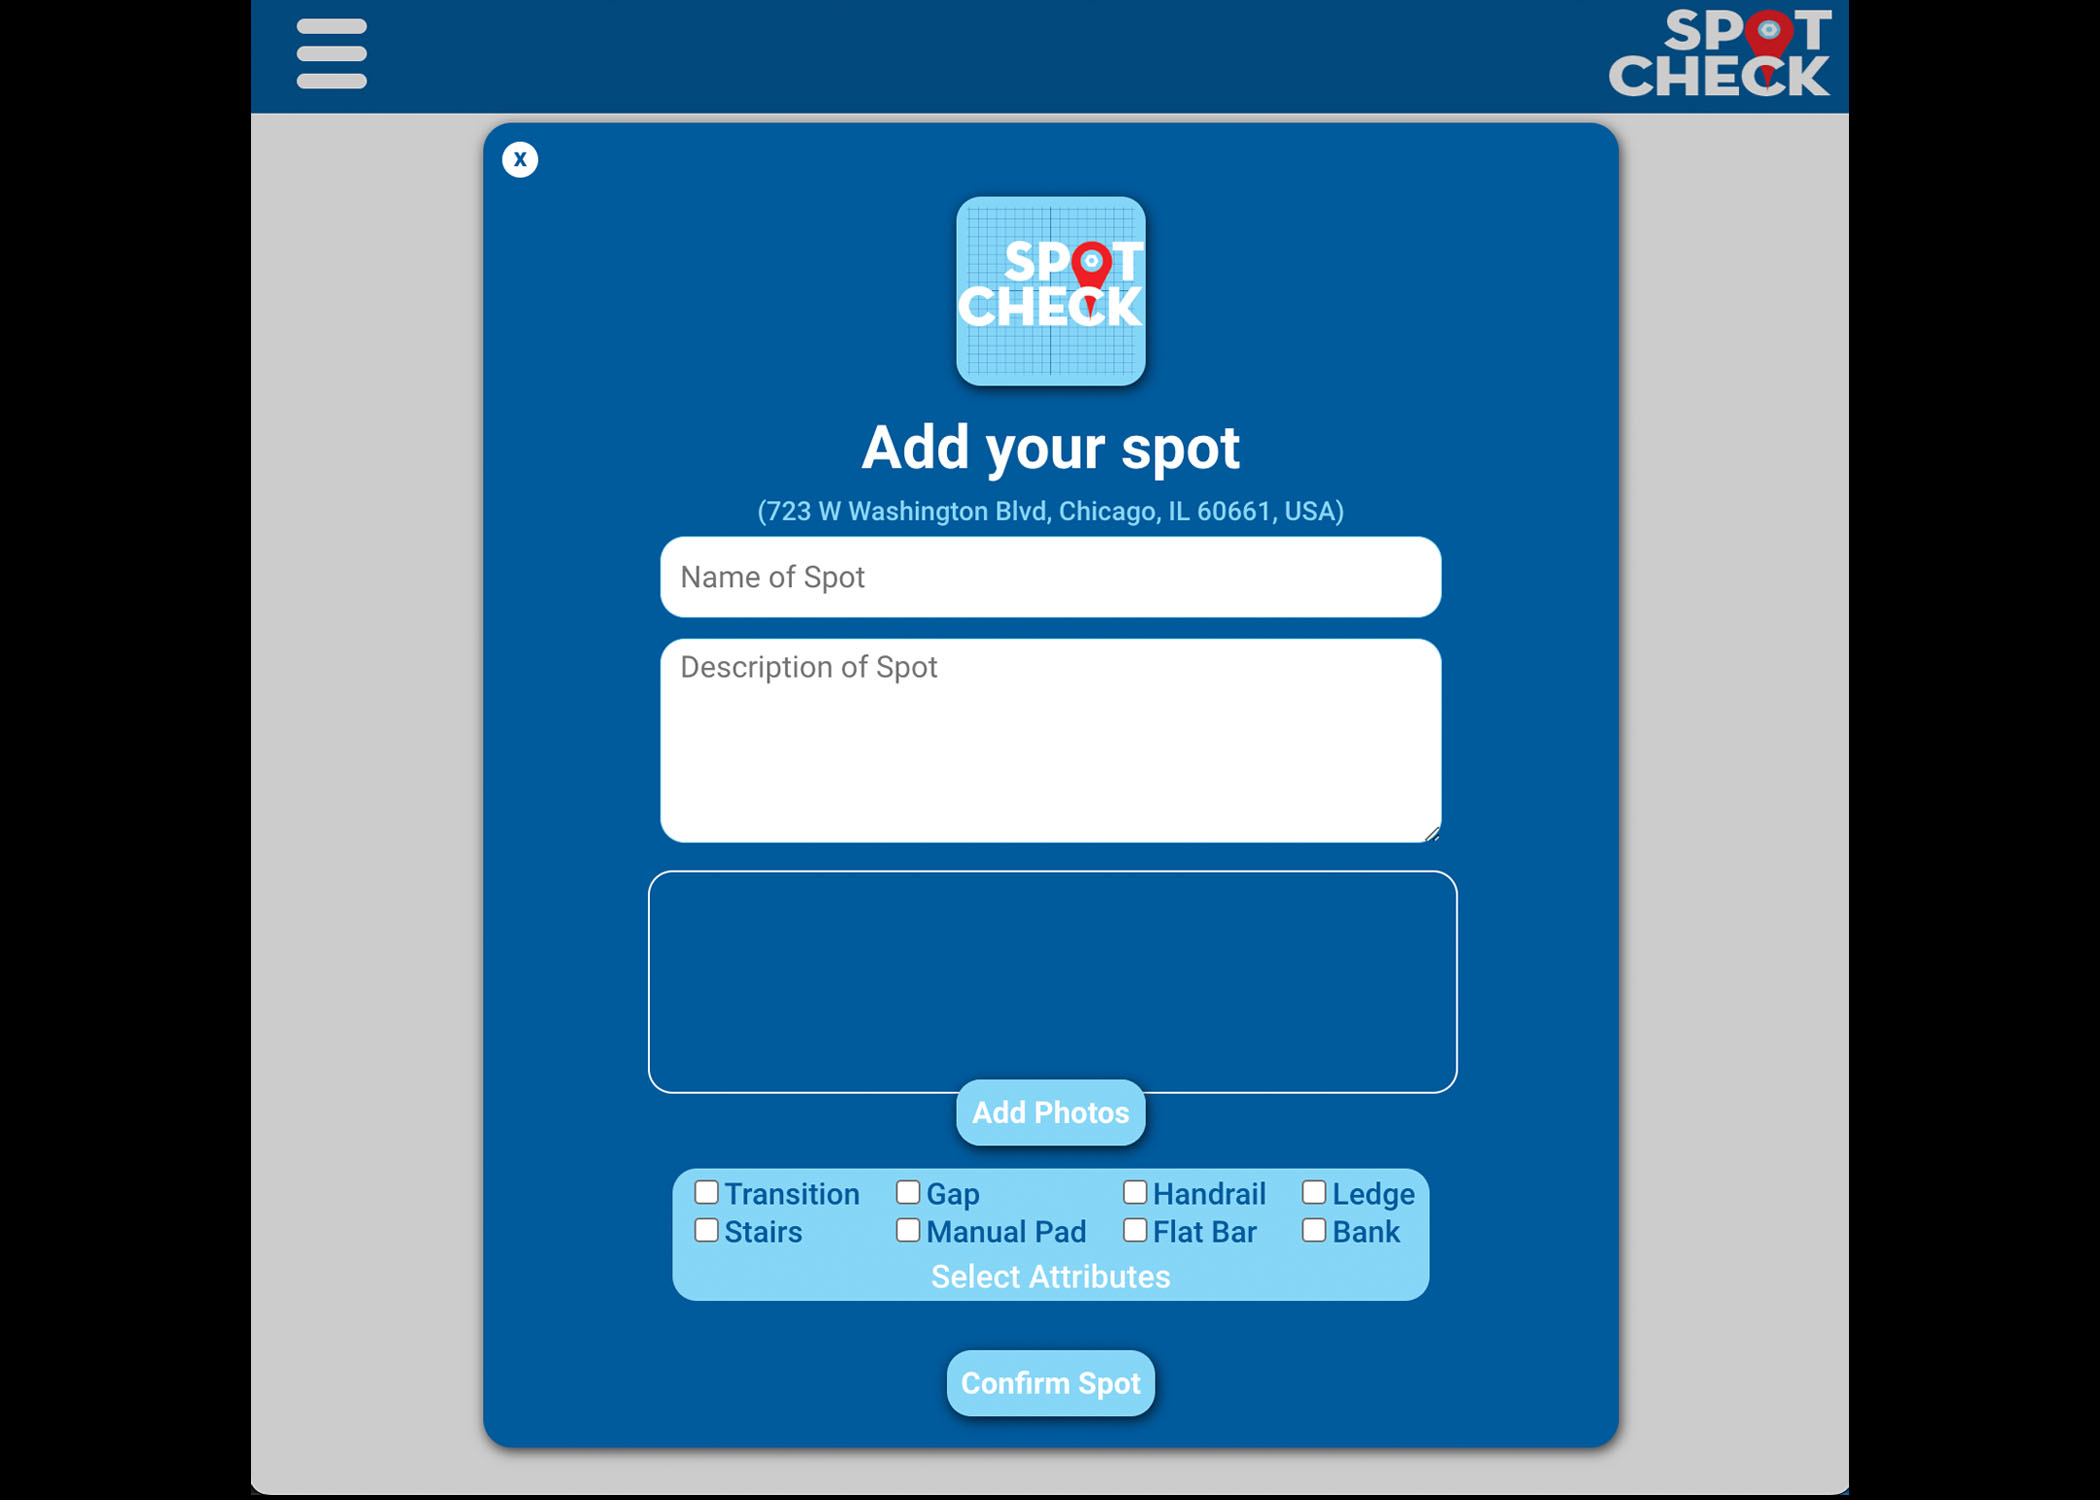 SPOT
CHECK
x
SPOT
CHECK
Add your spot
(723 W Washington Blvd, Chicago, IL 60661, USA)
Name of Spot
Description of Spot
Add Photos
Transition Gap Handrail Ledge
Stairs Manual Pad Flat Bar Bank
Select Attributes
Confirm Spot